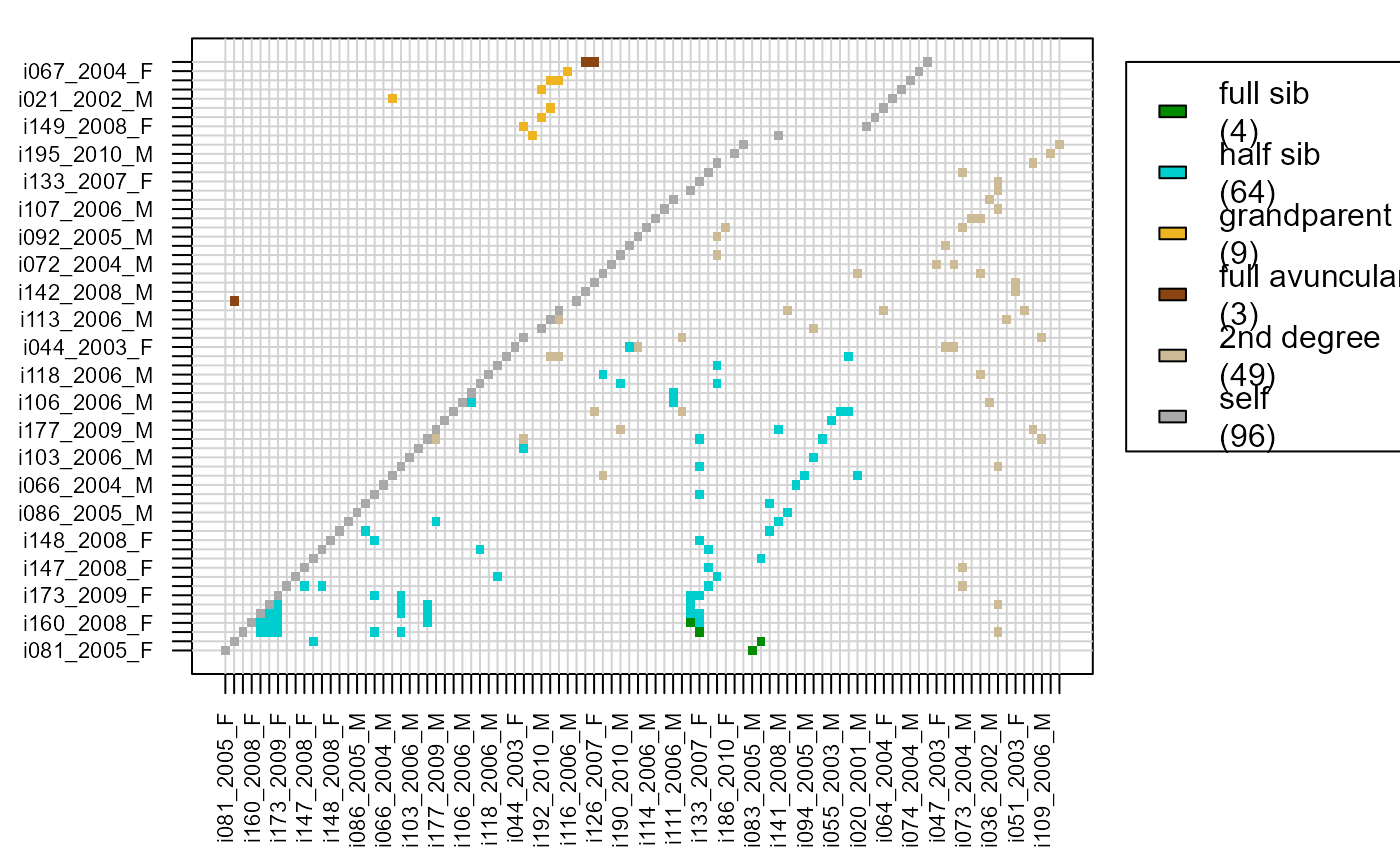 i067_2004_F
i021_2002_M
i149_2008_F
i195_2010_M
i133_2007_F
i107_2006_M
i092_2005_M
i072_2004_M
i142_2008_M
i113_2006_M
i044_2003_F
i118_2006_M
i106_2006_M
i177_2009_M
i103_2006_M
i066_2004_M
i086_2005_M
i148_2008_F
i147_2008_F
i173_2009_F
i160_2008_F
i081_2005_F
i081_2005_F
i160_2008_F
i173_2009_F
i147_2008_F
i148_2008_F
i086_2005_M
i066_2004_M
i103_2006_M
i177_2009_M
i106_2006_M
i118_2006_M
i044_2003_F
i192_2010_M
i116_2006_M
i126_2007_F
i190_2010_M
i114_2006_M
i111_2006_M
i133_2007_F
i186_2010_F
i083_2005_M
i141_2008_M
i094_2005_M
i055_2003_M
i020_2001_M
i064_2004_F
i074_2004_M
i047_2003_F
i073_2004_M
i036_2002_M
i051_2003_F
i109_2006_M
full sib
(4)
half sib
(64)
grandparent
(9)
full avuncular
(3)
2nd degree
(49)
self
(96)